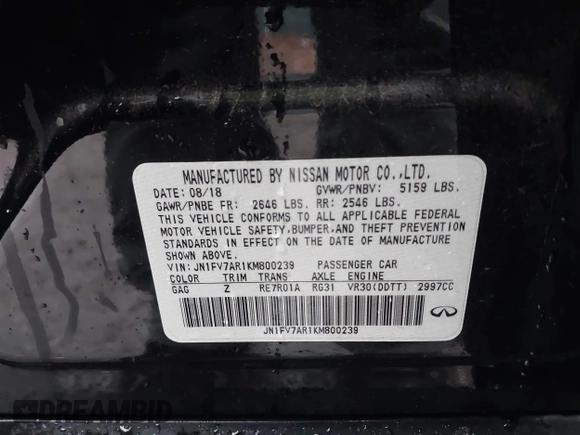 MANUFACTURED BY NISSAN MOTOR CO.,LTD.
DATE: 08/18 GVWR/PNBV: 5159 LBS.
GAWR/PNBE FR: 2646 LBS. RR: 2546 LBS.
THIS VEHICLE CONFORMS TO ALL APPLICABLE FEDERAL
MOTOR VEHICLE SAFETY,BUMPER,AND THEFT PREVENTION
STANDARDS IN EFFECT ON THE DATE OF MANUFACTURE
SHOWN ABOVE.
VIN: JN1FV7AR1KM800239 PASSENGER CAR
COLOR TRIM TRANS AXLE ENGINE
GAG Z RE7R01A RG31 VR30(DDTT) 2997CC
JN1FV7AR1KM800239
DREAMBID